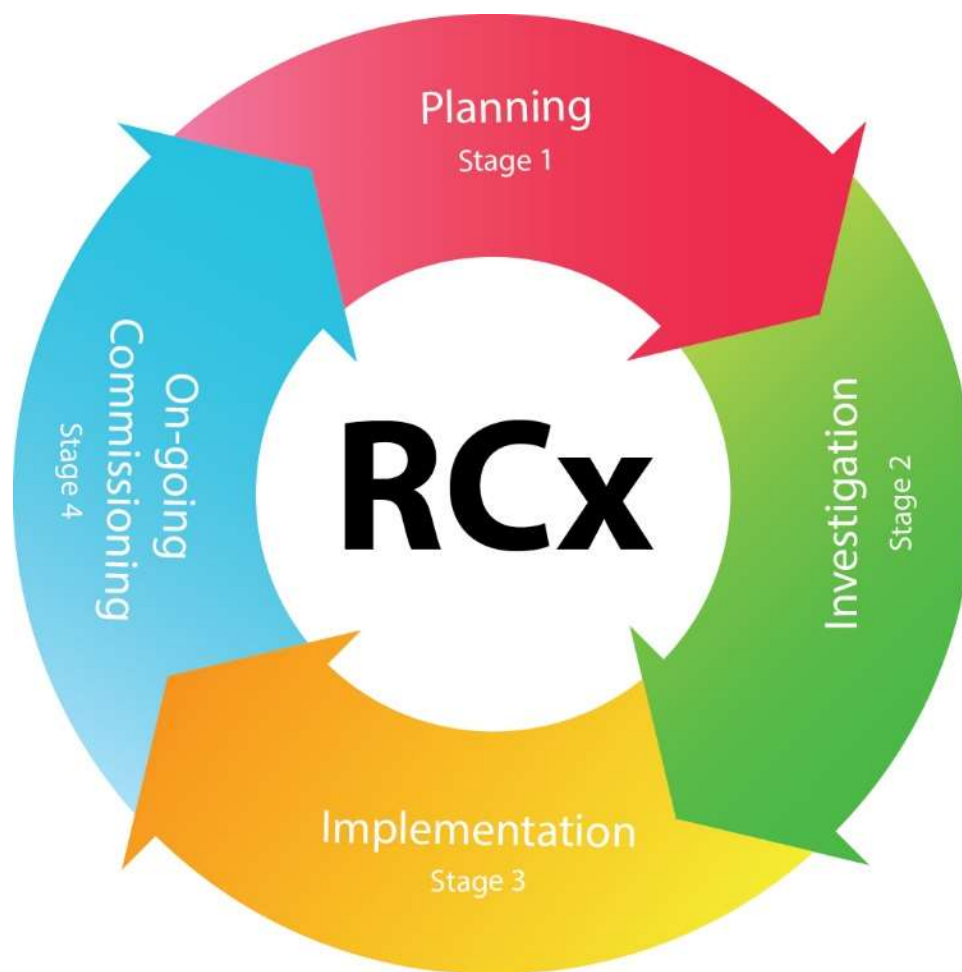 Planning
Stage 1
Investigation
Stage 2
Implementation
Stage 3
On-going
Commissioning
Stage 4
RCx